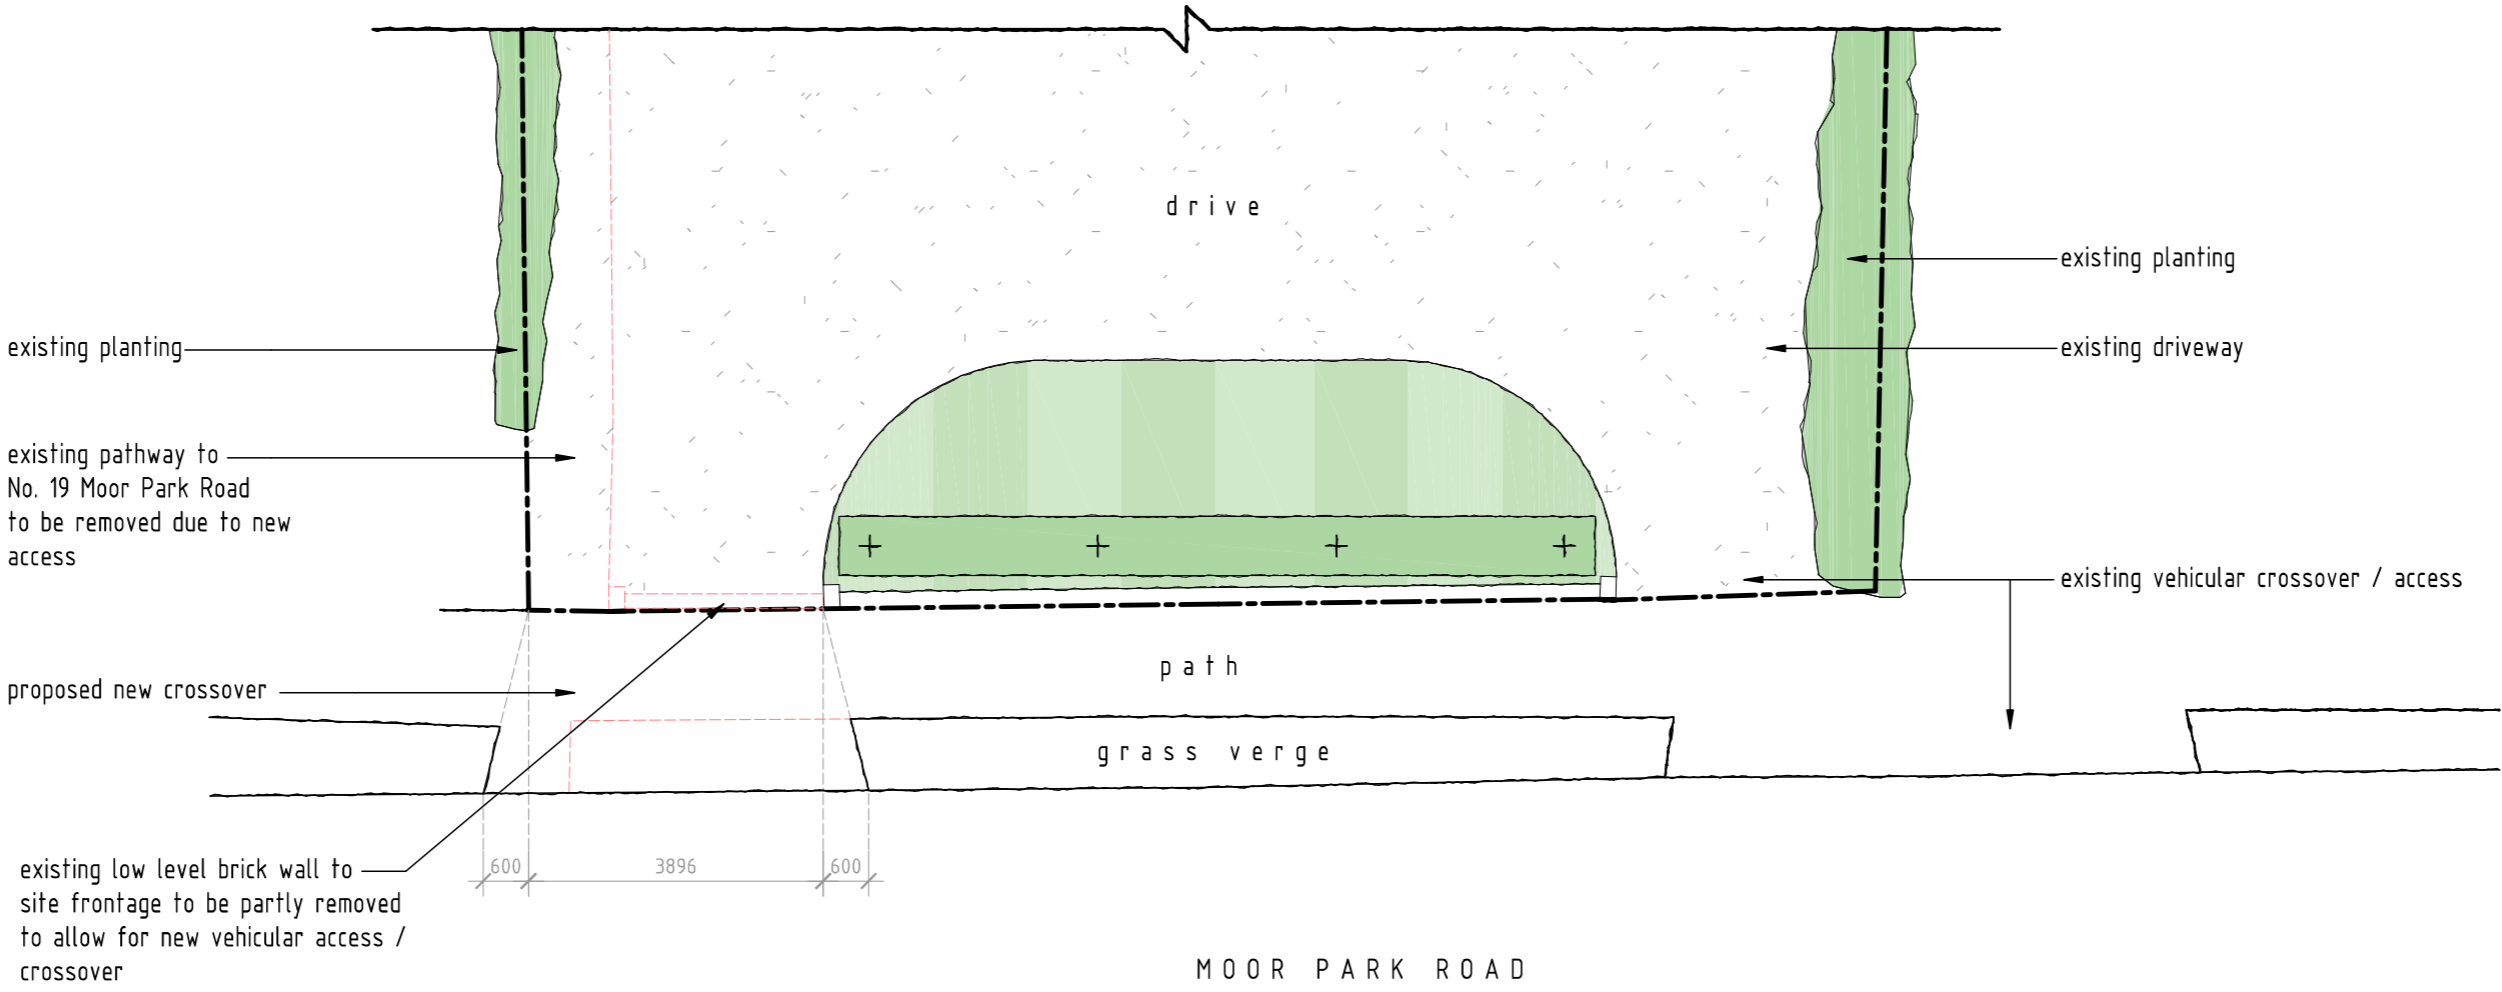 drive
existing planting
existing planting
existing driveway
existing pathway to
No. 19 Moor Park Road
to be removed due to new
access
existing vehicular crossover / access
path
proposed new crossover
grass verge
existing low level brick wall to
site frontage to be partly removed
to allow for new vehicular access /
crossover
600 3896 600
MOOR PARK ROAD